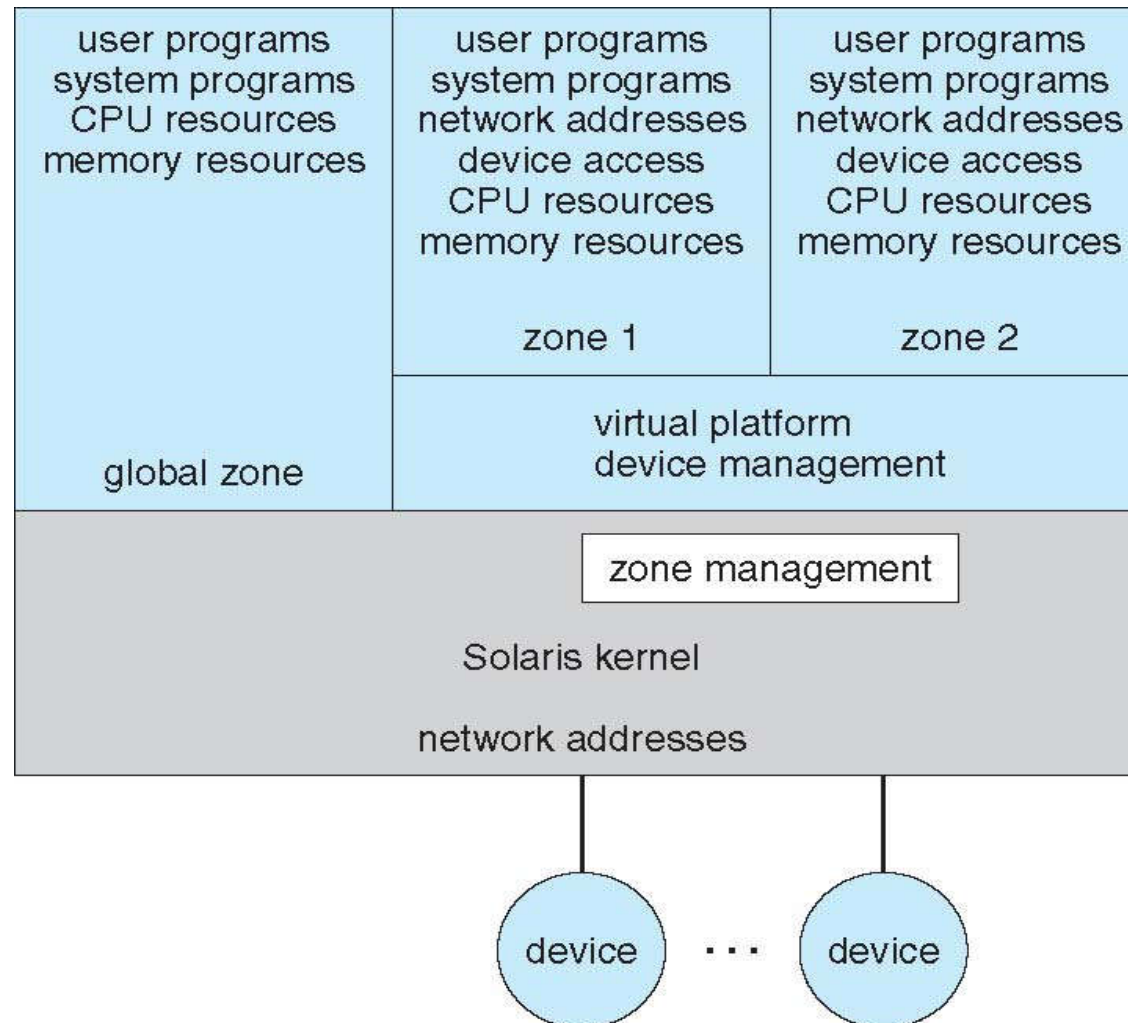 user programs
system programs
CPU resources
memory resources
global zone
user programs
system programs
network addresses
device access
CPU resources
memory resources
zone 1
user programs
system programs
network addresses
device access
CPU resources
memory resources
zone 2
virtual platform
device management
zone management
Solaris kernel
network addresses
device
...
device